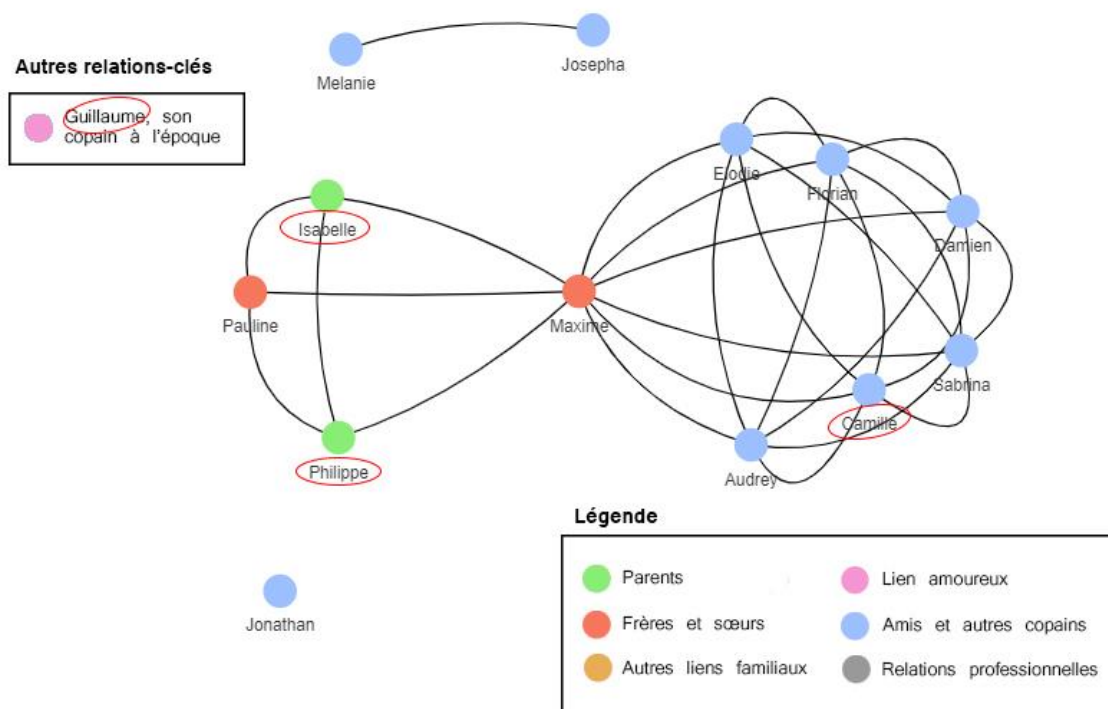 Autres relations-clés
Guillaume, son
copain à l'époque
Melanie
Josepha
Elodie
Florian
Damien
Isabelle
Pauline
Maxime
Sabrina
Camille
Philippe
Audrey
Jonathan
Légende
Parents
Lien amoureux
Frères et sœurs
Amis et autres copains
Autres liens familiaux
Relations professionnelles